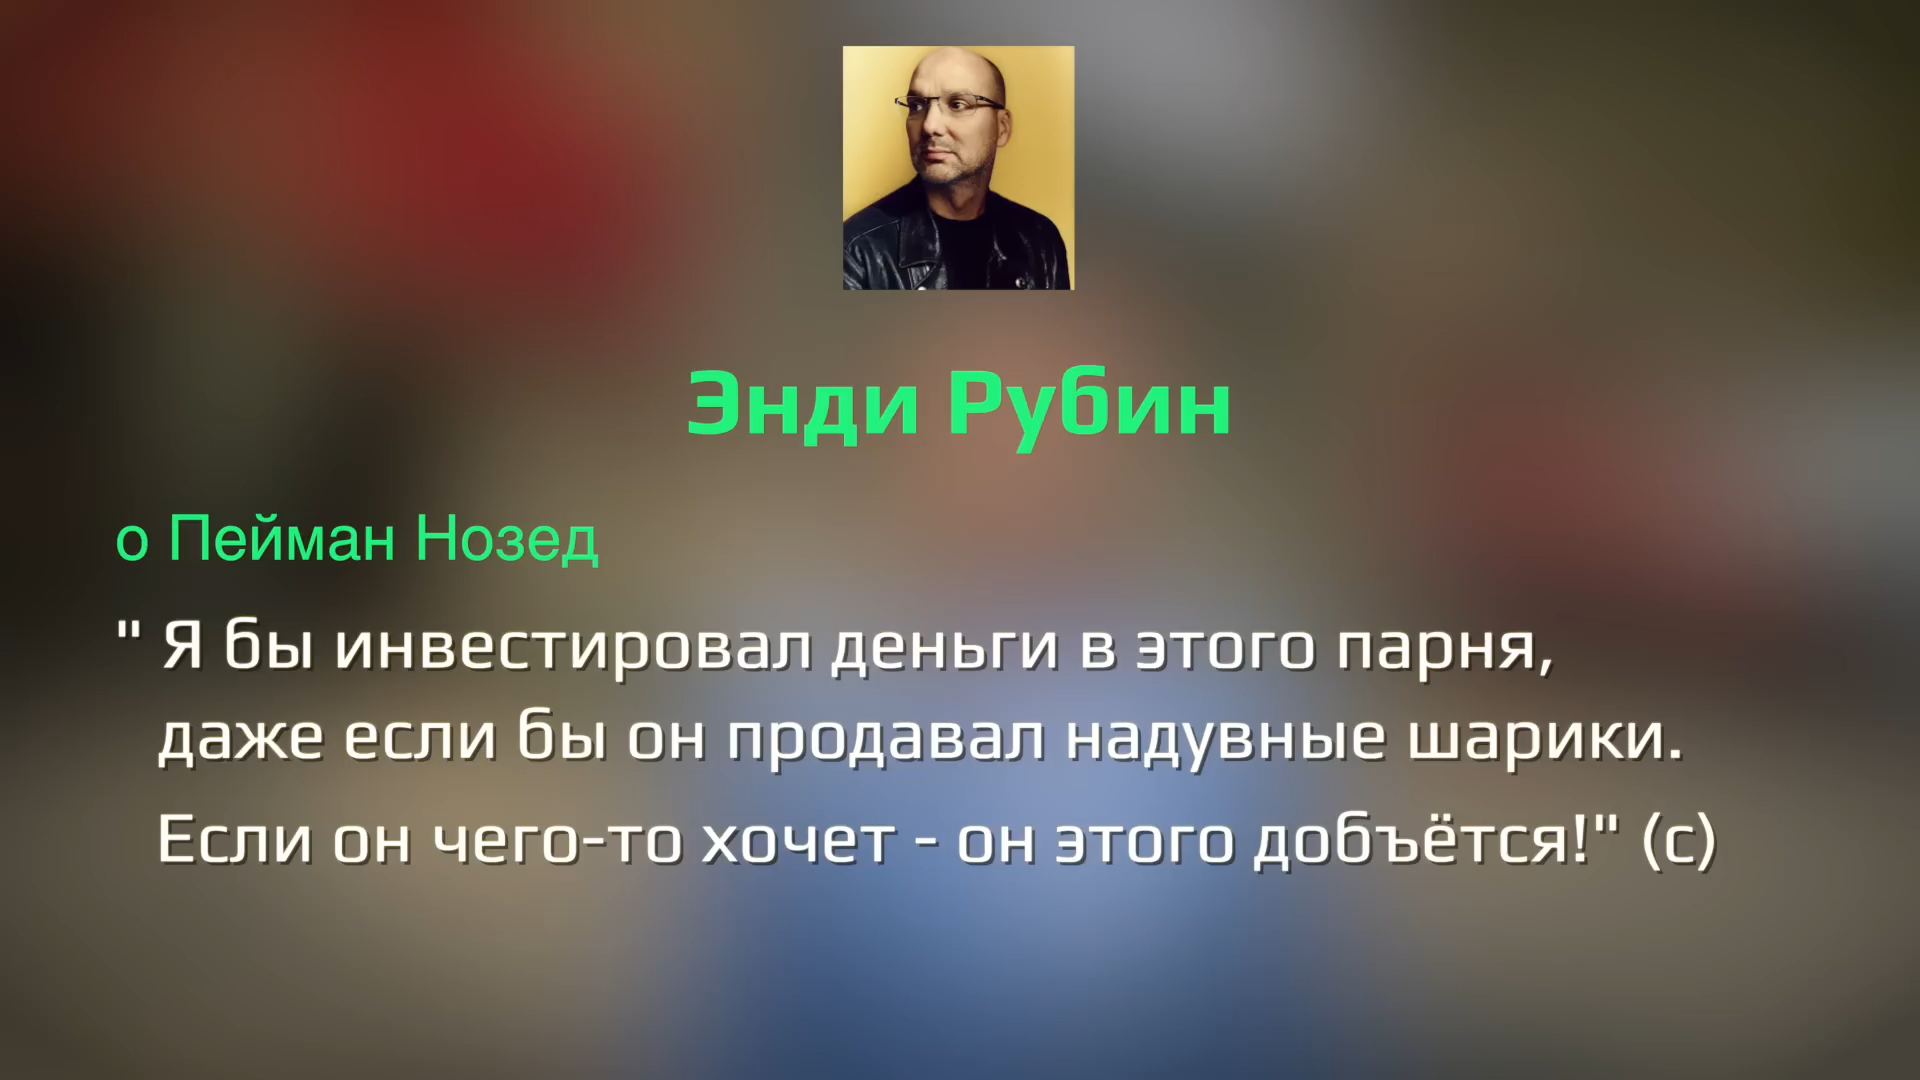 Энди Рубин
о Пейман Нозед
" Я бы инвестировал деньги в этого парня,
даже если бы он продавал надувные шарики.
Если он чего-то хочет - он этого добъётся!" (с)